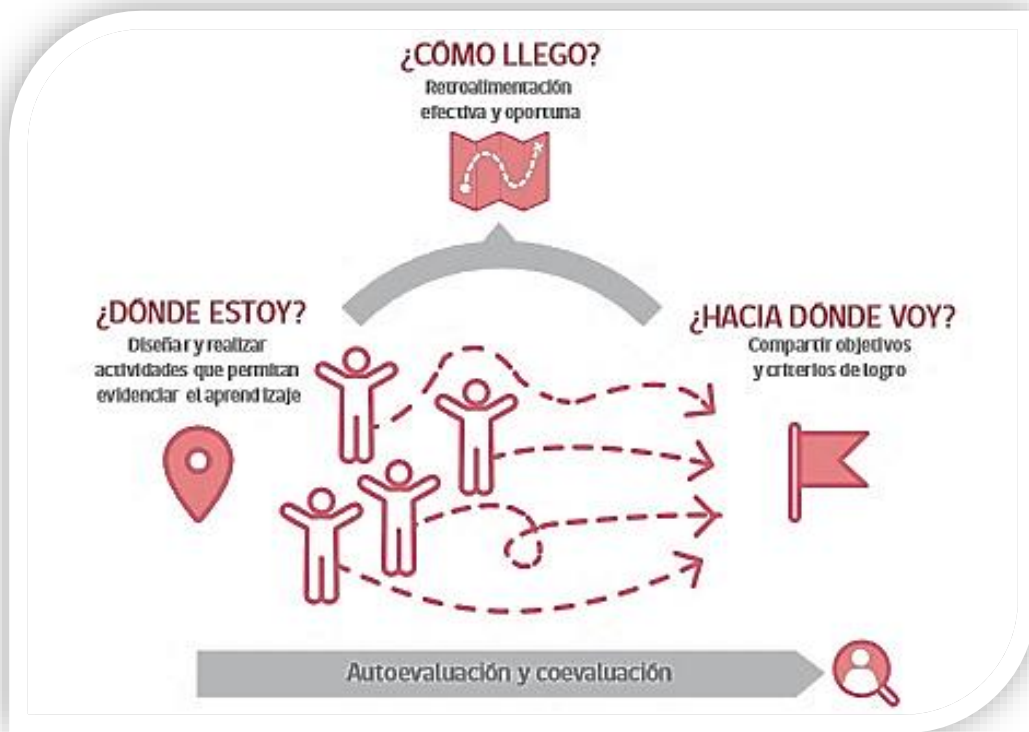 ¿CÓMO LLEGO?
Retroalimentación
efectiva y oportuna
¿DÓNDE ESTOY?
Diseñar y realizar
actividades que permitan
evidenciar el aprendizaje
¿HACIA DÓNDE VOY?
Compartir objetivos
y criterios de logro
Autoevaluación y coevaluación